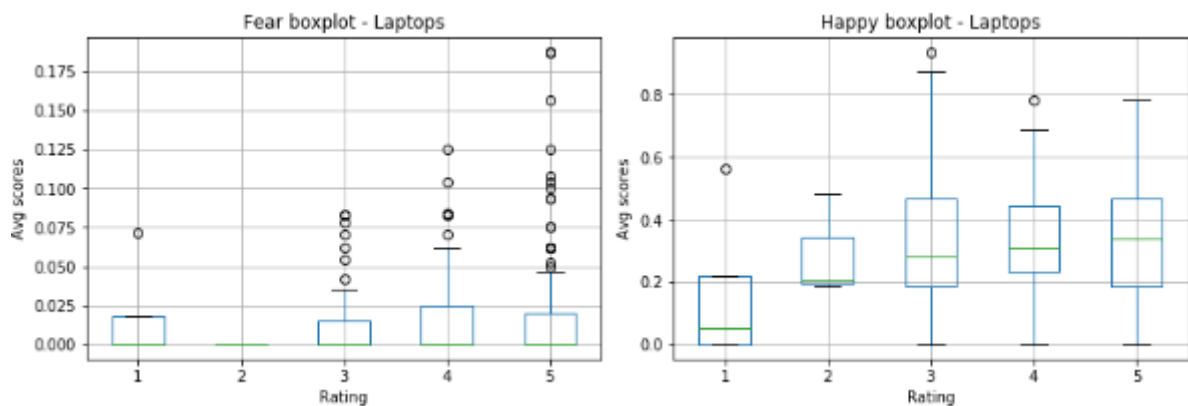 Fear boxplot - Laptops
Avg scores
0.175
0.150
0.125
0.100
0.075
0.050
0.025
0.000
1 2 3 4 5
Rating
Happy boxplot - Laptops
Avg scores
0.8
0.6
0.4
0.2
0.0
1 2 3 4 5
Rating